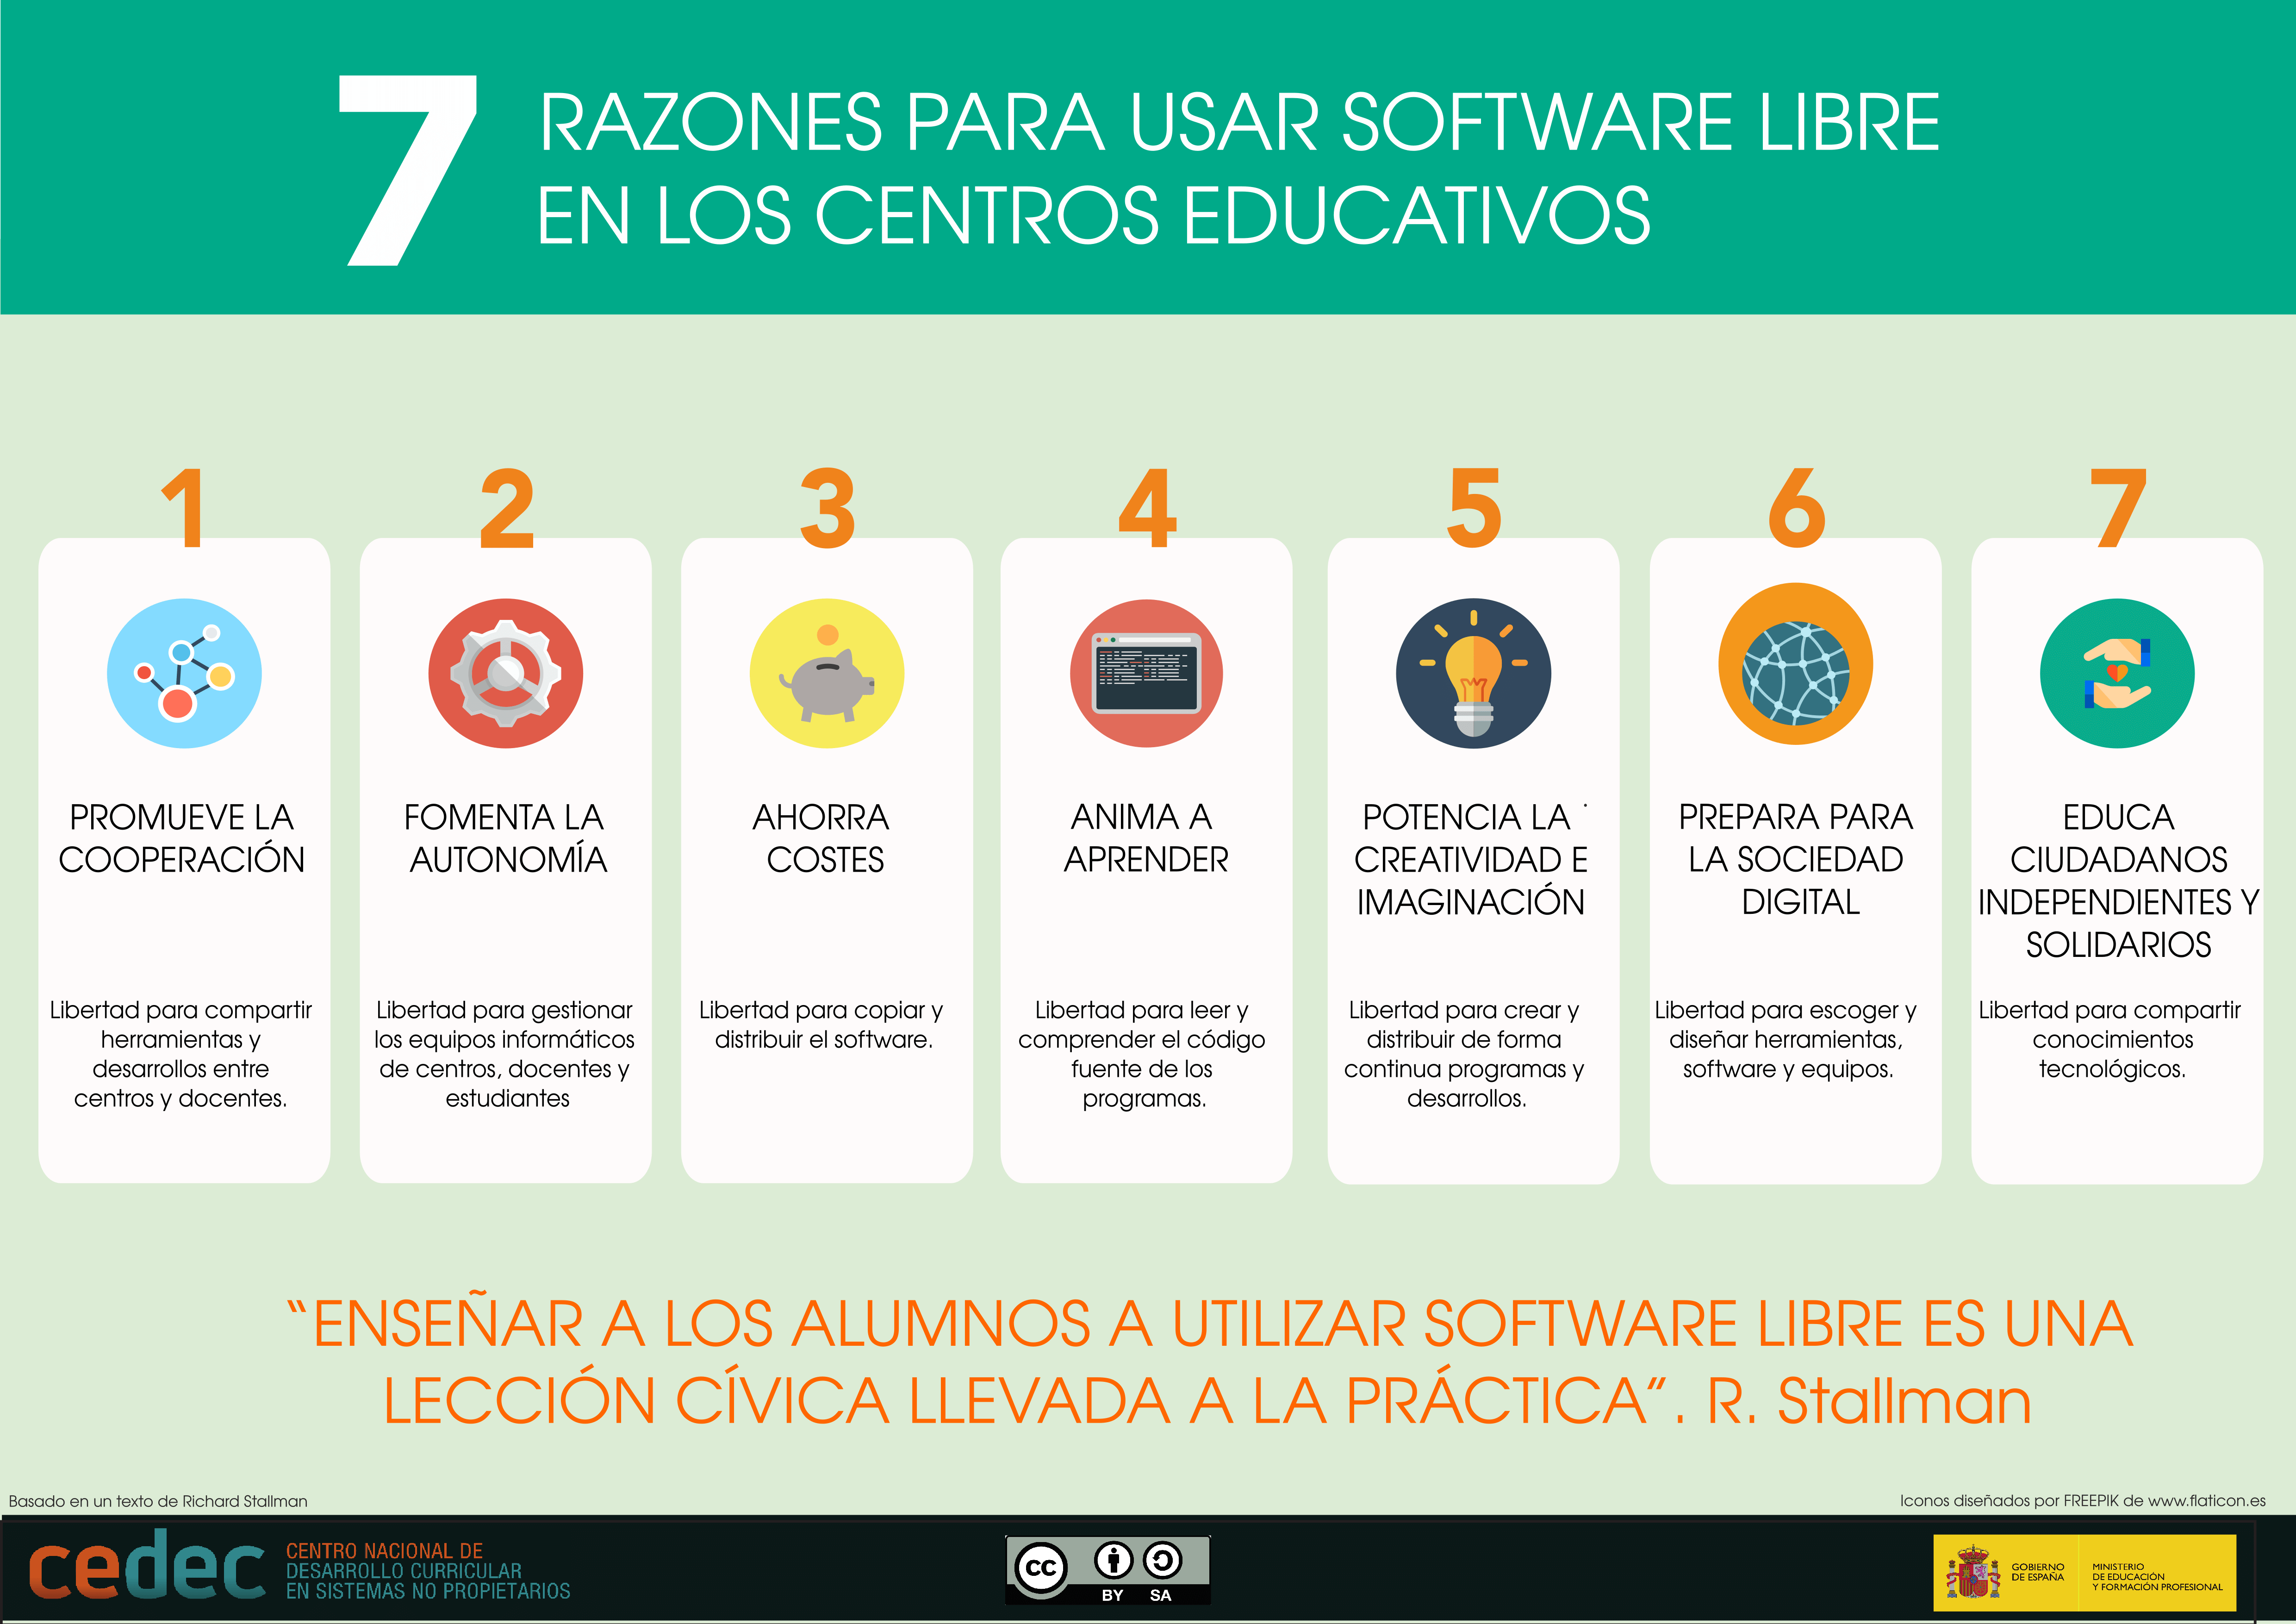 7
RAZONES PARA USAR SOFTWARE LIBRE
EN LOS CENTROS EDUCATIVOS
1
PROMUEVE LA
COOPERACIÓN
Libertad para compartir
herramientas y
desarrollos entre
centros y docentes.
2
FOMENTA LA
AUTONOMÍA
Libertad para gestionar
los equipos informáticos
de centros, docentes y
estudiantes
3
AHORRA
COSTES
Libertad para copiar y
distribuir el software.
4
ANIMA A
APRENDER
Libertad para leer y
comprender el código
fuente de los
programas.
5
POTENCIA LA
CREATIVIDAD E
IMAGINACIÓN
Libertad para crear y
distribuir de forma
continua programas y
desarrollos.
6
PREPARA PARA
LA SOCIEDAD
DIGITAL
Libertad para escoger y
diseñar herramientas,
software y equipos.
7
EDUCA
CIUDADANOS
INDEPENDIENTES Y
SOLIDARIOS
Libertad para compartir
conocimientos
tecnológicos.
“ENSEÑAR A LOS ALUMNOS A UTILIZAR SOFTWARE LIBRE ES UNA
LECCIÓN CÍVICA LLEVADA A LA PRÁCTICA”. R. Stallman
Basado en un texto de Richard Stallman
Iconos diseñados por FREEPIK de www.flaticon.es
cedec
CENTRO NACIONAL DE
DESARROLLO CURRICULAR
EN SISTEMAS NO PROPIETARIOS
cc
BY SA
GOBIERNO
DE ESPAÑA
MINISTERIO
DE EDUCACIÓN
Y FORMACIÓN PROFESIONAL